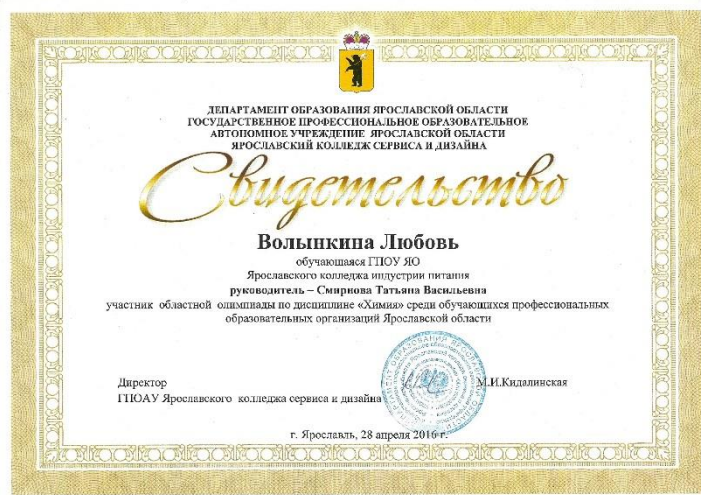 ДЕПАРТАМЕНТ ОБРАЗОВАНИЯ ЯРОСЛАВСКОЙ ОБЛАСТИ
ГОСУДАРСТВЕННОЕ ПРОФЕССИОНАЛЬНОЕ ОБРАЗОВАТЕЛЬНОЕ
АВТОНОМНОЕ УЧРЕЖДЕНИЕ ЯРОСЛАВСКОЙ ОБЛАСТИ
ЯРОСЛАВСКИЙ КОЛЛЕДЖ СЕРВИСА И ДИЗАЙНА
Свидетельство
Волынкина Любовь
обучающаяся ГПОУ ЯО
Ярославского колледжа индустрии питания
руководитель – Смирнова Татьяна Васильевна
участник областной олимпиады по дисциплине «Химия» среди обучающихся профессиональных
образовательных организаций Ярославской области
Директор
ГПОАУ Ярославского колледжа сервиса и дизайна
М.И.Кидалинская
г. Ярославль, 28 апреля 2016 г.